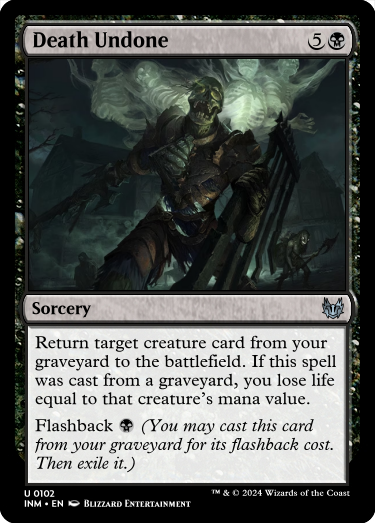 Death Undone 5
Sorcery
Return target creature card from your
graveyard to the battlefield. If this spell
was cast from a graveyard, you lose life
equal to that creature's mana value.
Flashback (You may cast this card
from your graveyard for its flashback cost.
Then exile it.)
U 0102
INM • EN Blizzard Entertainment
™ & © 2024 Wizards of the Coast